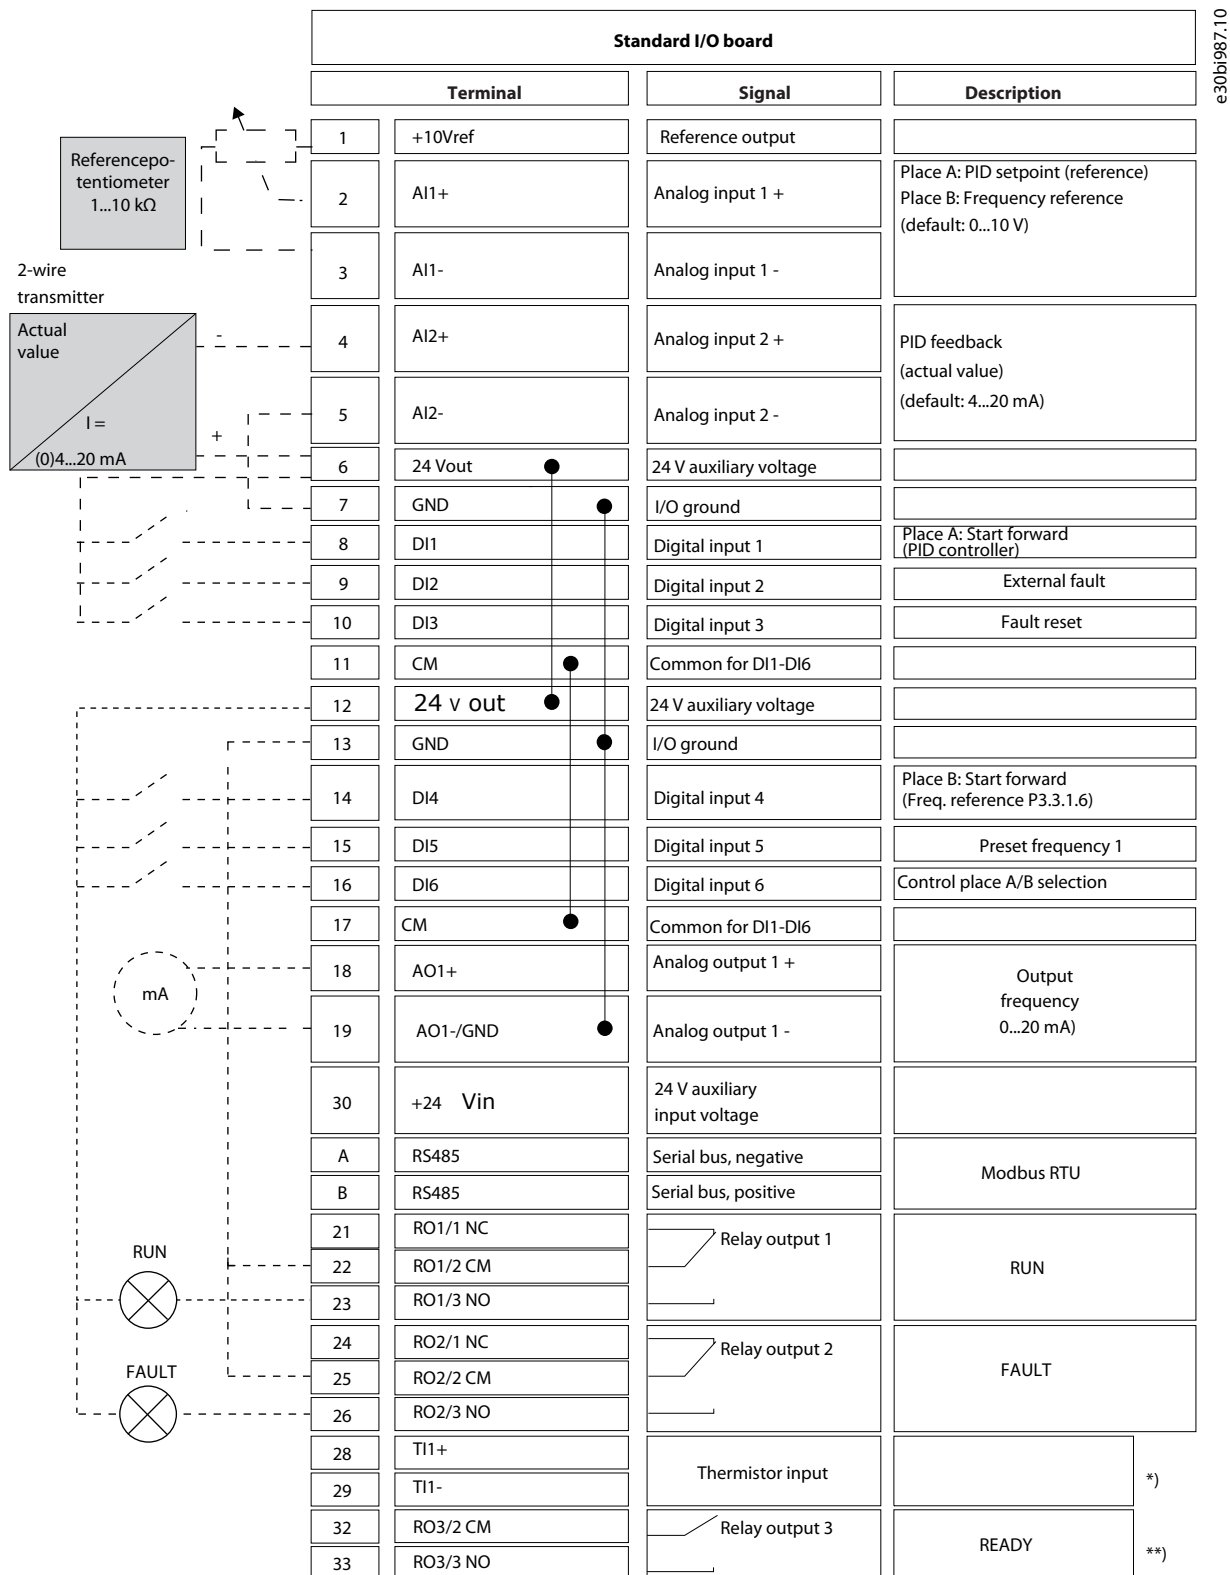 e30bi987.10
Standard I/O board
Terminal Signal Description
1 +10Vref Reference output
Referencepo-
tentiometer
1...10 kΩ
2 AI1+ Analog input 1 +
Place A: PID setpoint (reference)
Place B: Frequency reference
(default: 0...10 V)
3 AI1- Analog input 1 -
2-wire
transmitter
Actual
value
I =
(0)4...20 mA
-
+
4 AI2+ Analog input 2 +
PID feedback
(actual value)
(default: 4...20 mA)
5 AI2- Analog input 2 -
6 24 Vout 24 V auxiliary voltage
7 GND I/O ground
8 DI1 Digital input 1
Place A: Start forward
(PID controller)
9 DI2 Digital input 2 External fault
10 DI3 Digital input 3 Fault reset
11 CM Common for DI1-DI6
12 24 v out 24 V auxiliary voltage
13 GND I/O ground
14 DI4 Digital input 4
Place B: Start forward
(Freq. reference P3.3.1.6)
15 DI5 Digital input 5 Preset frequency 1
16 DI6 Digital input 6 Control place A/B selection
17 CM Common for DI1-DI6
mA
18 AO1+ Analog output 1 +
Output
frequency
0...20 mA)
19 AO1-/GND Analog output 1 -
30 +24 Vin
24 V auxiliary
input voltage
A RS485 Serial bus, negative
Modbus RTU
B RS485 Serial bus, positive
21 RO1/1 NC Relay output 1
RUN
22 RO1/2 CM RUN
23 RO1/3 NO
24 RO2/1 NC Relay output 2
FAULT
25 RO2/2 CM FAULT
26 RO2/3 NO
28 TI1+
Thermistor input *)
29 TI1-
32 RO3/2 CM Relay output 3
READY **)
33 RO3/3 NO